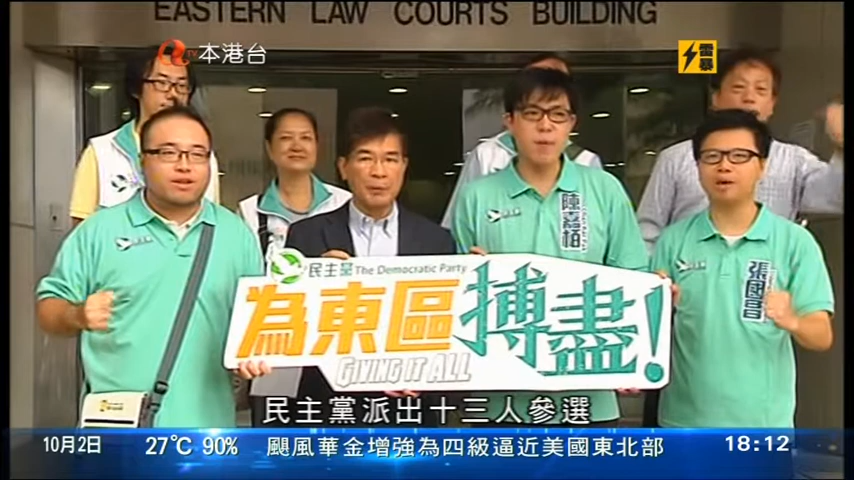 EASTERN LAW COURTS BUILDING
aTV 本港台
雷暴
陳嘉栢
張國昌
民主黨 The Democratic Party
為東區搏盡!
GIVING IT ALL
民主黨派出十三人參選
10月2日 27℃ 90% 颶風華金增強為四級逼近美國東北部 18:12